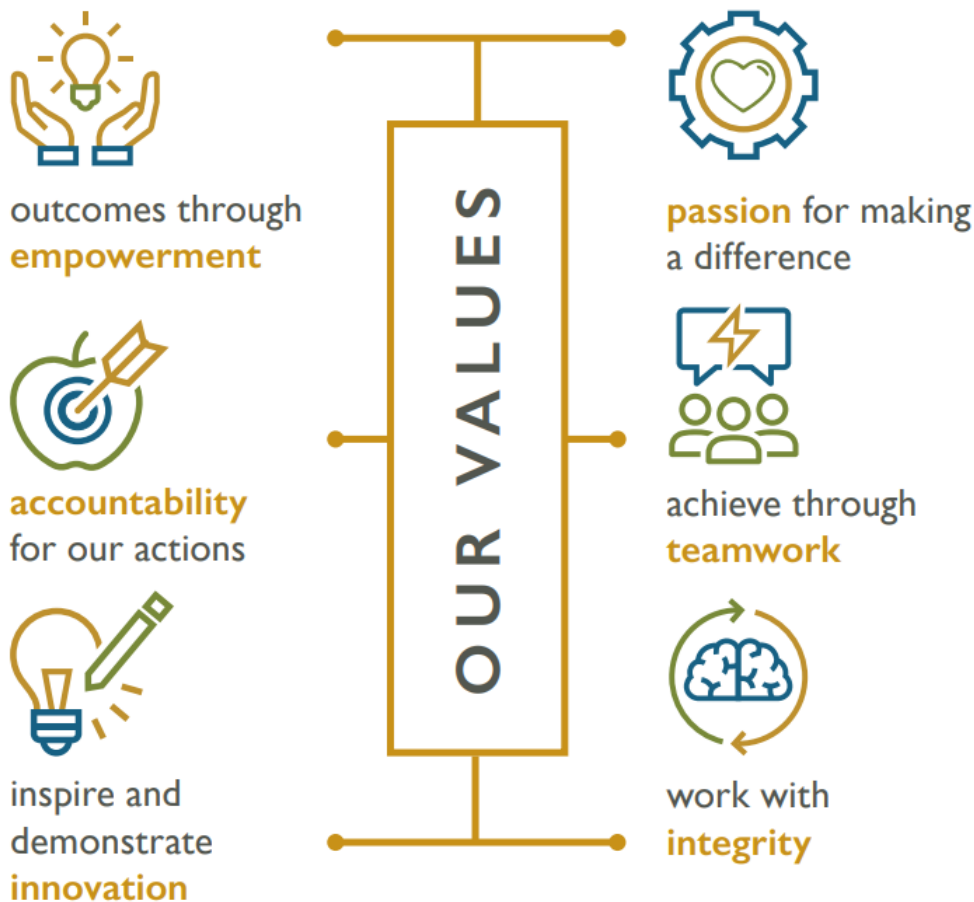 outcomes through
empowerment
accountability
for our actions
inspire and
demonstrate
innovation
OUR VALUES
passion for making
a difference
achieve through
teamwork
work with
integrity